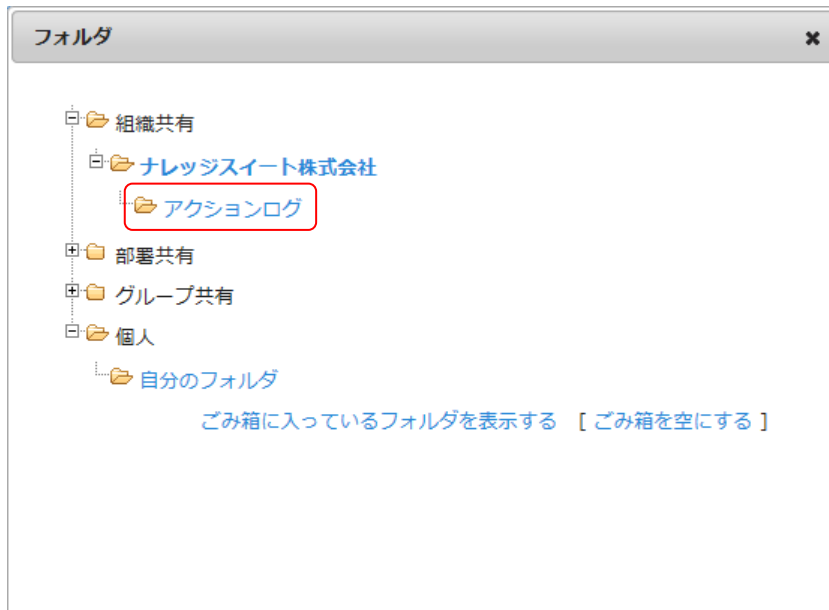 フォルダ
組織共有
ナレッジスイート株式会社
アクションログ
部署共有
グループ共有
個人
自分のフォルダ
ごみ箱に入っているフォルダを表示する [ ごみ箱を空にする ]